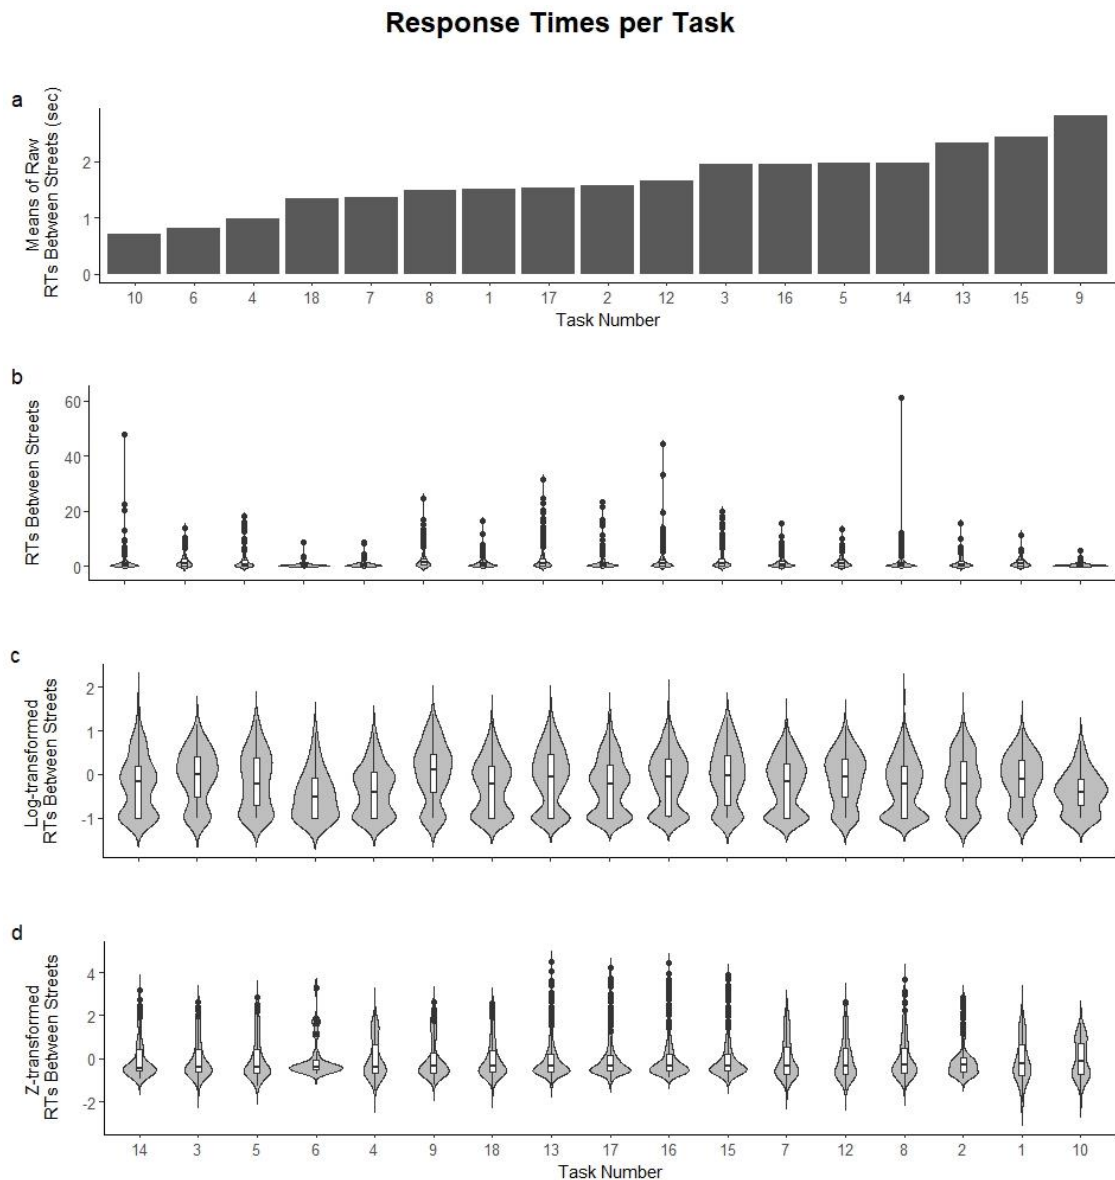 Response Times per Task
a
Means of Raw
RTs Between Streets (sec)
2
1
0
10 6 4 18 7 8 1 17 2 12 3 16 5 14 13 15 9
Task Number
b
RTs Between Streets
60
40
20
0
c
Log-transformed
RTs Between Streets
2
1
0
-1
d
Z-transformed
RTs Between Streets
4
2
0
-2
14 3 5 6 4 9 18 13 17 16 15 7 12 8 2 1 10
Task Number